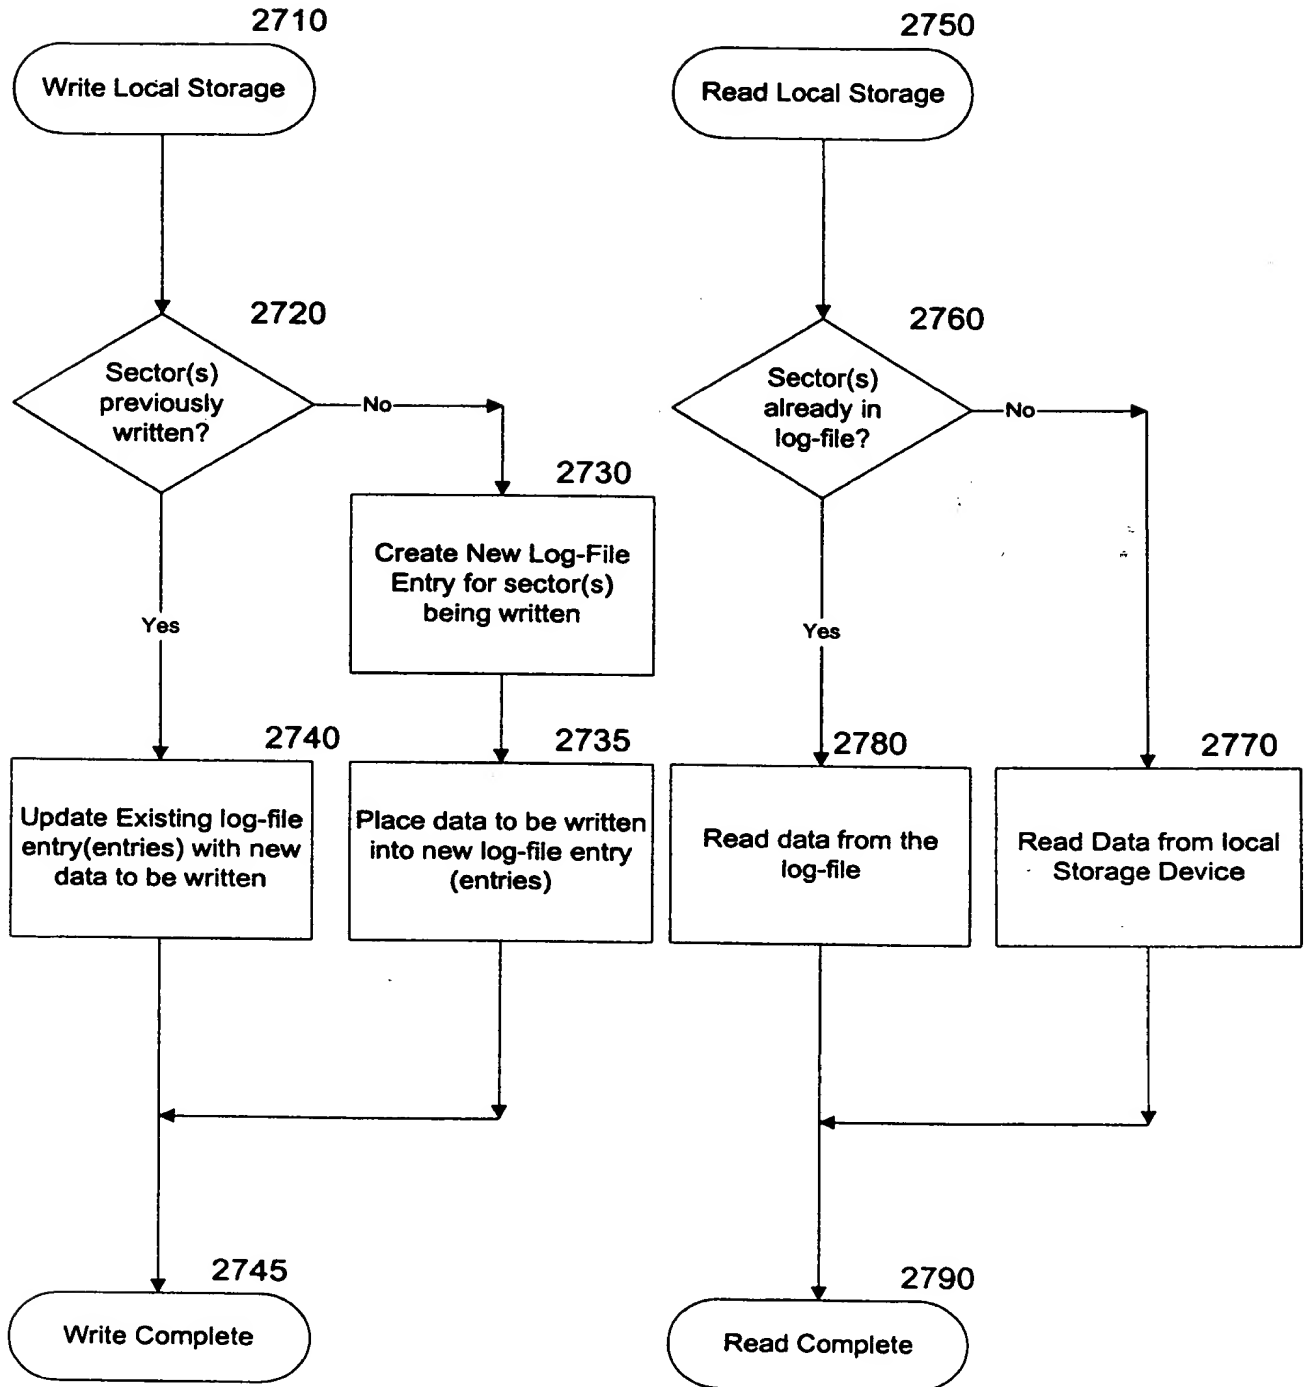 2710
Write Local Storage
2720
Sector(s)
previously
written?
No
2730
Create New Log-File
Entry for sector(s)
being written
Yes
2740
Update Existing log-file
entry(entries) with new
data to be written
2735
Place data to be written
into new log-file entry
(entries)
2745
Write Complete
2750
Read Local Storage
2760
Sector(s)
already in
log-file?
No
Yes
2780
Read data from the
log-file
2770
Read Data from local
Storage Device
2790
Read Complete